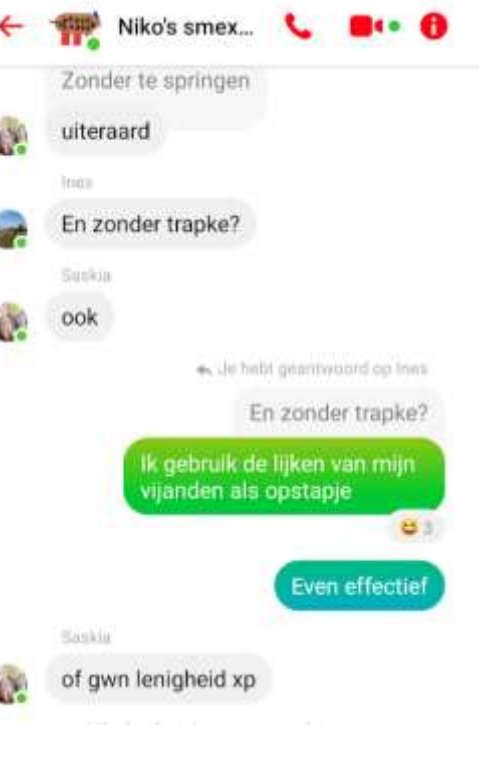 Niko's smex...
Zonder te springen
uiteraard
Ines
En zonder trapke?
Saskia
ook
Je hebt geantwoord op Ines
En zonder trapke?
Ik gebruik de lijken van mijn
vijanden als opstapje
3
Even effectief
Saskia
of gwn lenigheid xp